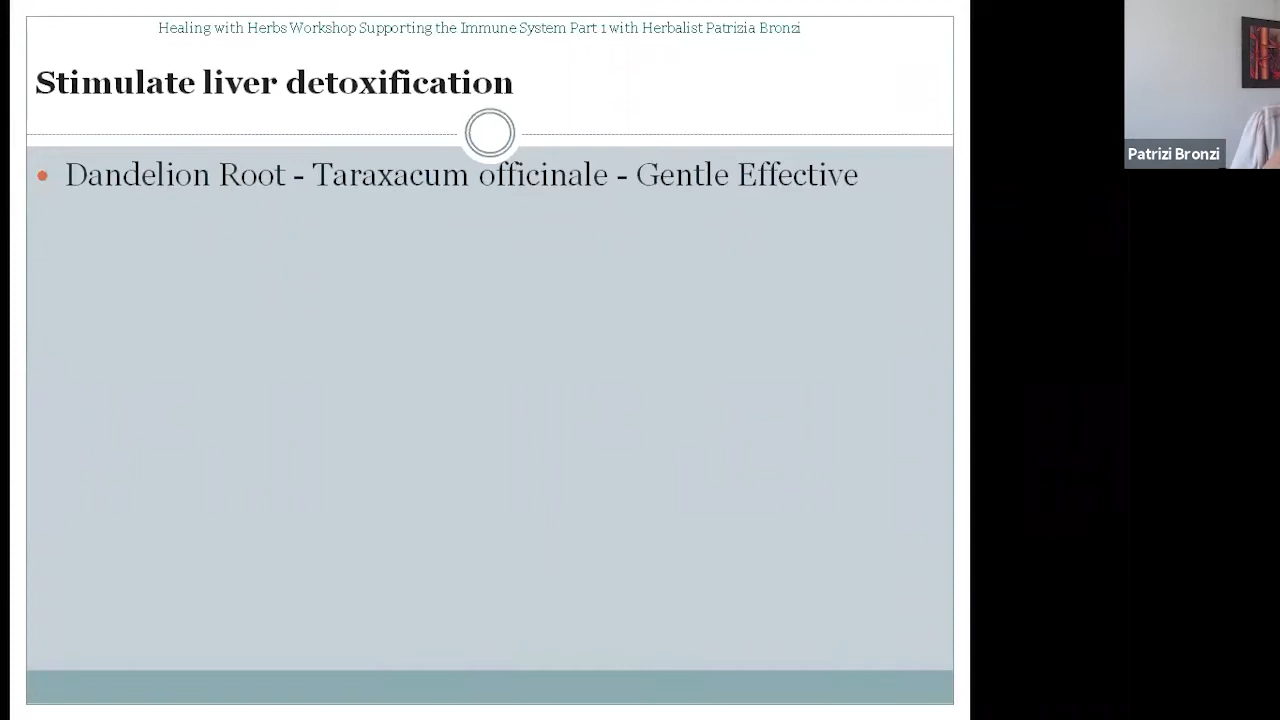 Healing with Herbs Workshop Supporting the Immune System Part 1 with Herbalist Patrizia Bronzi
Stimulate liver detoxification
• Dandelion Root - Taraxacum officinale - Gentle Effective
Patrizi Bronzi